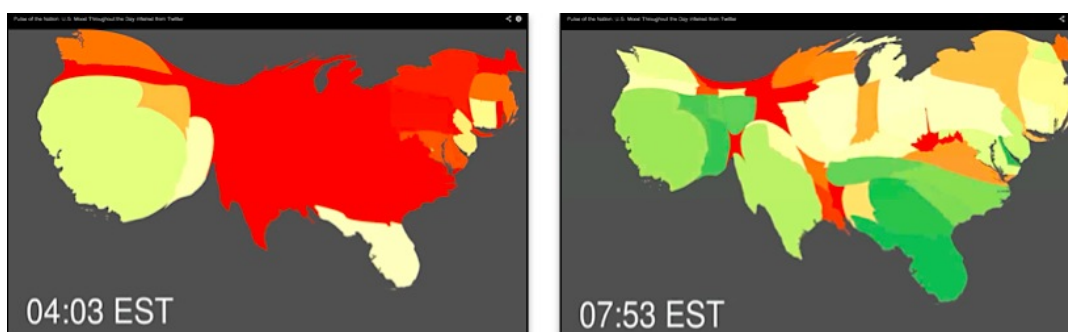 Pulse of the Nation: U.S. Mood Throughout the Day inferred from Twitter
04:03 EST
Pulse of the Nation: U.S. Mood Throughout the Day inferred from Twitter
07:53 EST